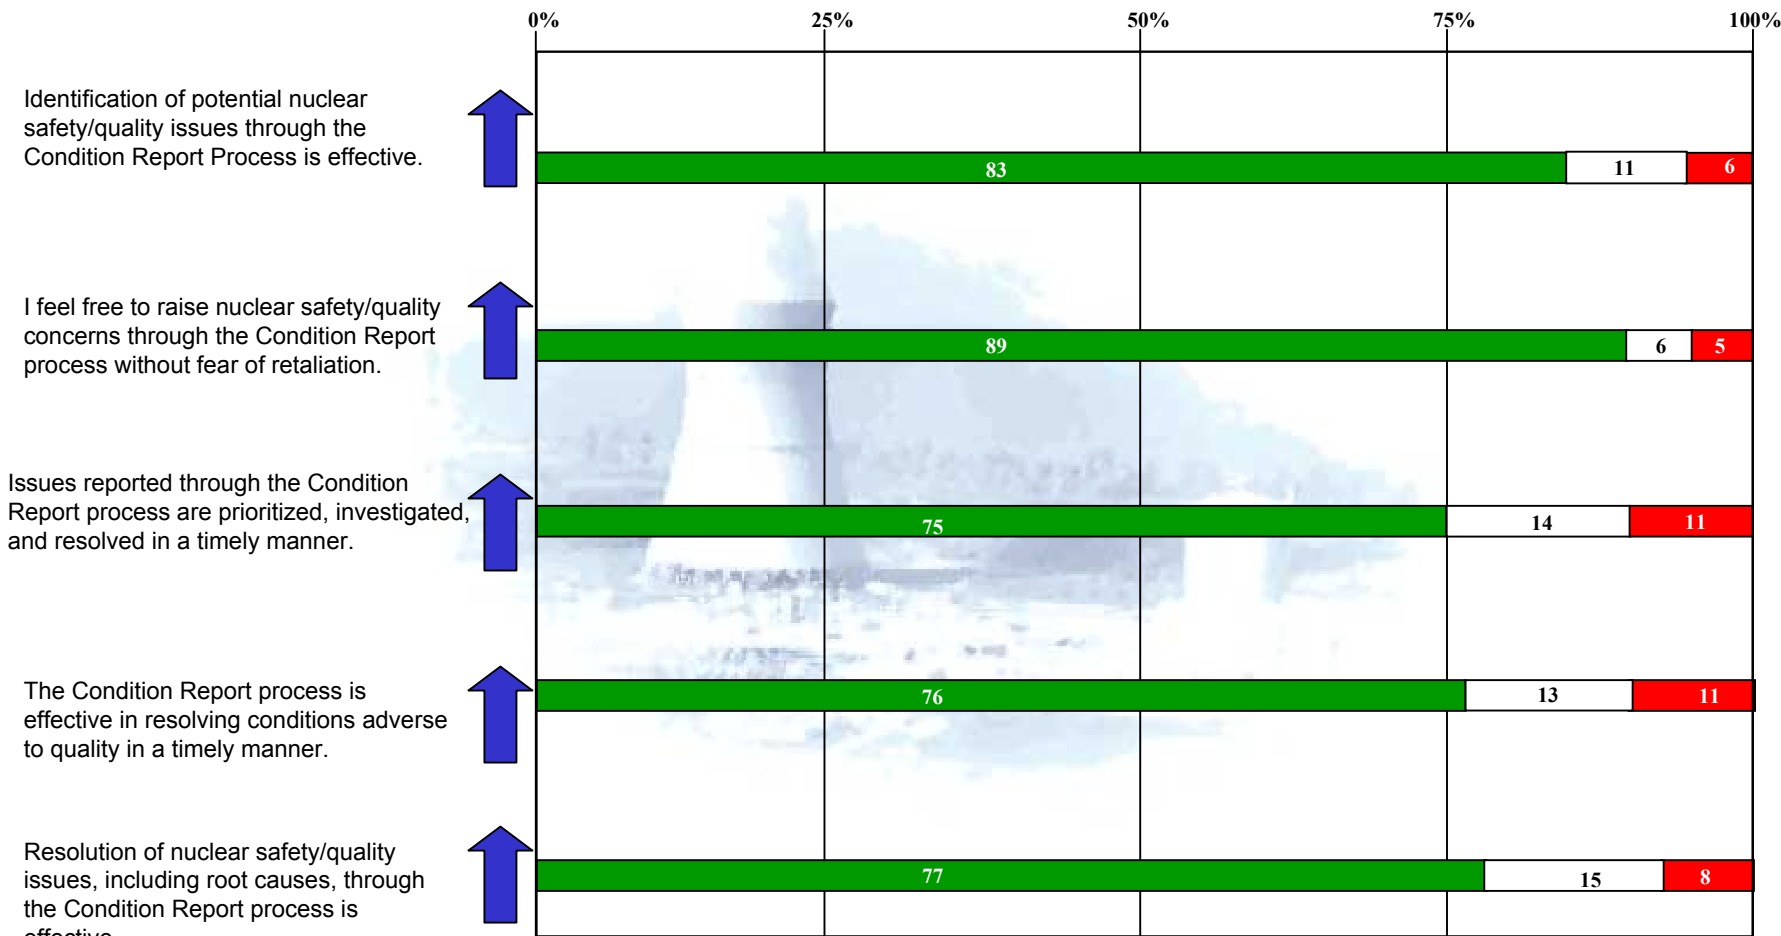 0% 25% 50% 75% 100%
Identification of potential nuclear
safety/quality issues through the
Condition Report Process is effective.
83 11 6
I feel free to raise nuclear safety/quality
concerns through the Condition Report
process without fear of retaliation.
89 6 5
Issues reported through the Condition
Report process are prioritized, investigated,
and resolved in a timely manner.
75 14 11
The Condition Report process is
effective in resolving conditions adverse
to quality in a timely manner.
76 13 11
Resolution of nuclear safety/quality
issues, including root causes, through
the Condition Report process is
effective
77 15 8